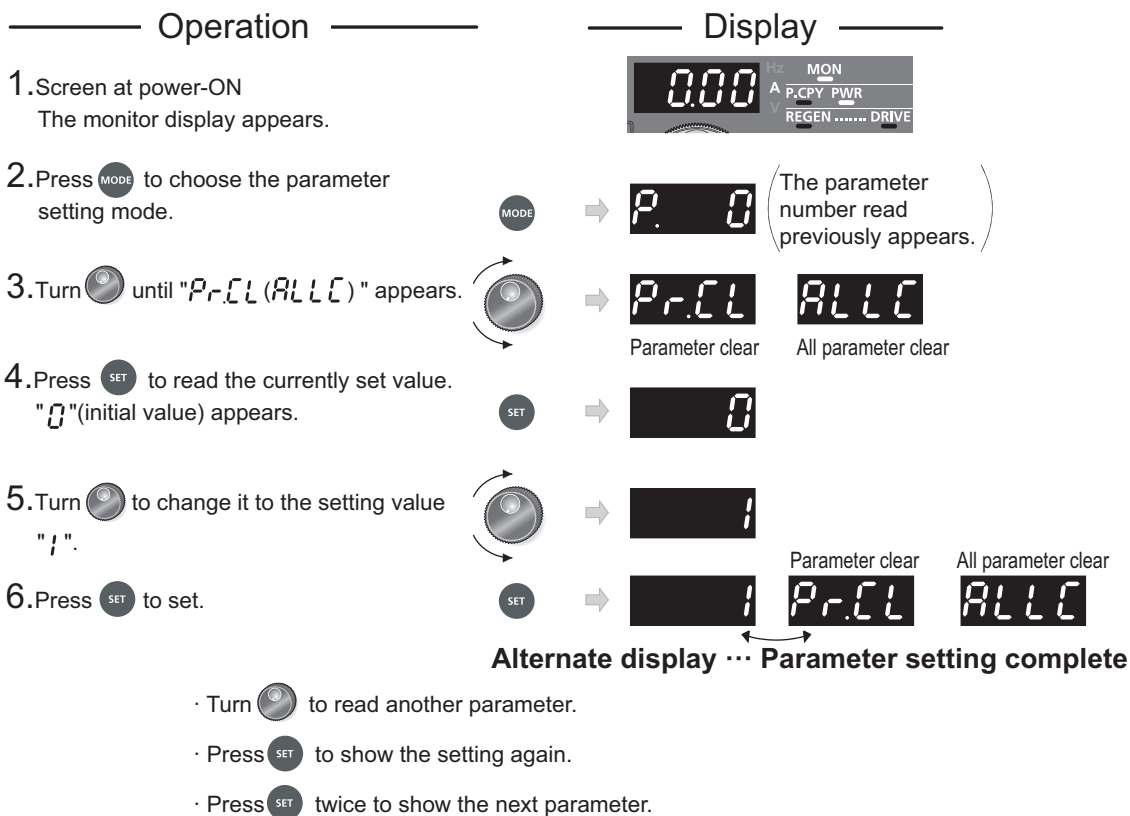 Operation
Display
1.Screen at power-ON
The monitor display appears.
0.00 Hz MON
A P.CPY PWR
V REGEN ....... DRIVE
2.Press MODE to choose the parameter
setting mode.
MODE
P. 0
The parameter
number read
previously appears.
3.Turn until "Pr.CL (ALLC) " appears.
Pr.CL ALLC
Parameter clear All parameter clear
4.Press SET to read the currently set value.
"0"(initial value) appears.
SET
0
5.Turn to change it to the setting value
"1".
1
Parameter clear All parameter clear
6.Press SET to set.
SET
1 Pr.CL ALLC
Alternate display ··· Parameter setting complete
· Turn to read another parameter.
· Press SET to show the setting again.
· Press SET twice to show the next parameter.